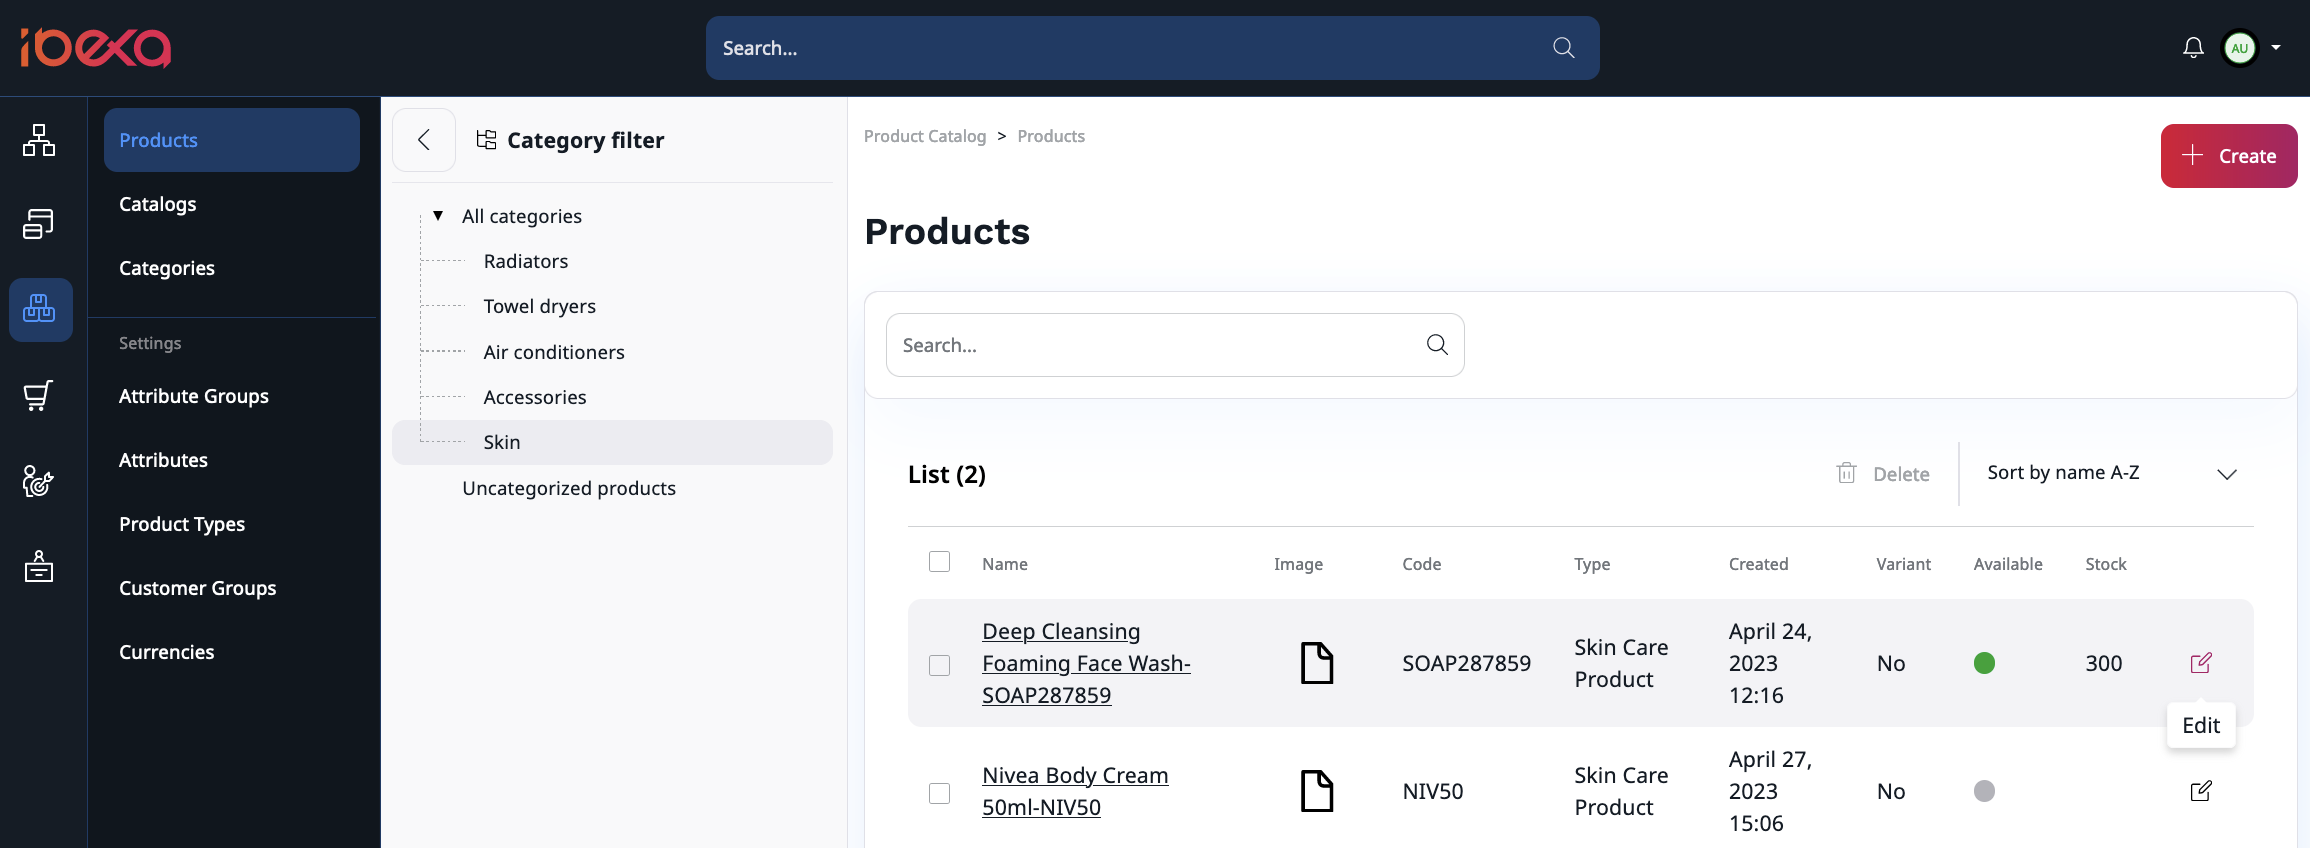 ibexa
Search...
AU
Products
Catalogs
Categories
Settings
Attribute Groups
Attributes
Product Types
Customer Groups
Currencies
Category filter
All categories
Radiators
Towel dryers
Air conditioners
Accessories
Skin
Uncategorized products
Product Catalog > Products
Create
Products
Search...
List (2)
Delete
Sort by name A-Z
Name Image Code Type Created Variant Available Stock
Deep Cleansing
Foaming Face Wash-
SOAP287859
SOAP287859
Skin Care
Product
April 24,
2023
12:16
No
300
Edit
Nivea Body Cream
50ml-NIV50
NIV50
Skin Care
Product
April 27,
2023
15:06
No